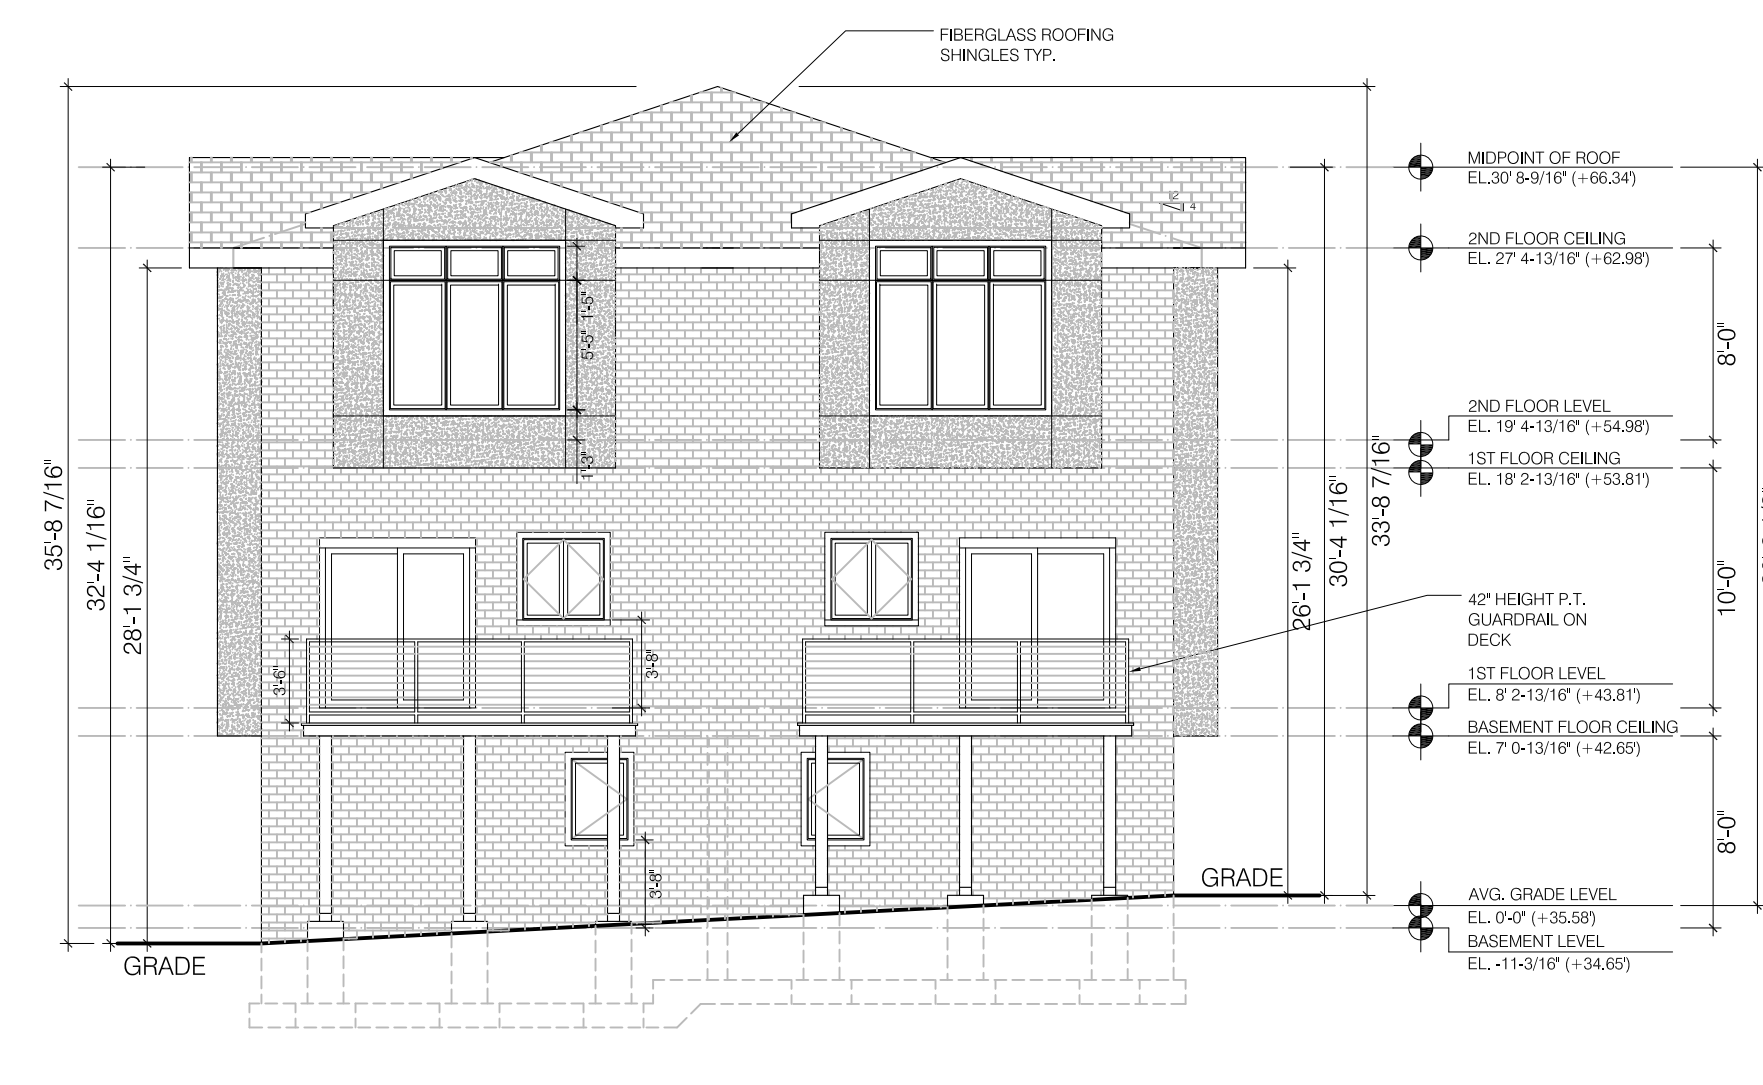 FIBERGLASS ROOFING
SHINGLES TYP.
MIDPOINT OF ROOF
EL.30' 8-9/16" (+66.34')
2
4
2ND FLOOR CEILING
EL. 27' 4-13/16" (+62.98')
1'-5"
5'-5"
8'-0"
2ND FLOOR LEVEL
EL. 19' 4-13/16" (+54.98')
1ST FLOOR CEILING
EL. 18' 2-13/16" (+53.81')
1'-3"
35'-8 7/16"
32'-4 1/16"
28'-1 3/4"
33'-8 7/16"
30'-4 1/16"
26'-1 3/4"
10'-0"
42" HEIGHT P.T.
GUARDRAIL ON
DECK
3'-6"
3'-8"
1ST FLOOR LEVEL
EL. 8' 2-13/16" (+43.81')
BASEMENT FLOOR CEILING
EL. 7' 0-13/16" (+42.65')
8'-0"
3'-8"
GRADE
AVG. GRADE LEVEL
EL. 0'-0" (+35.58')
BASEMENT LEVEL
EL. -11-3/16" (+34.65')
GRADE